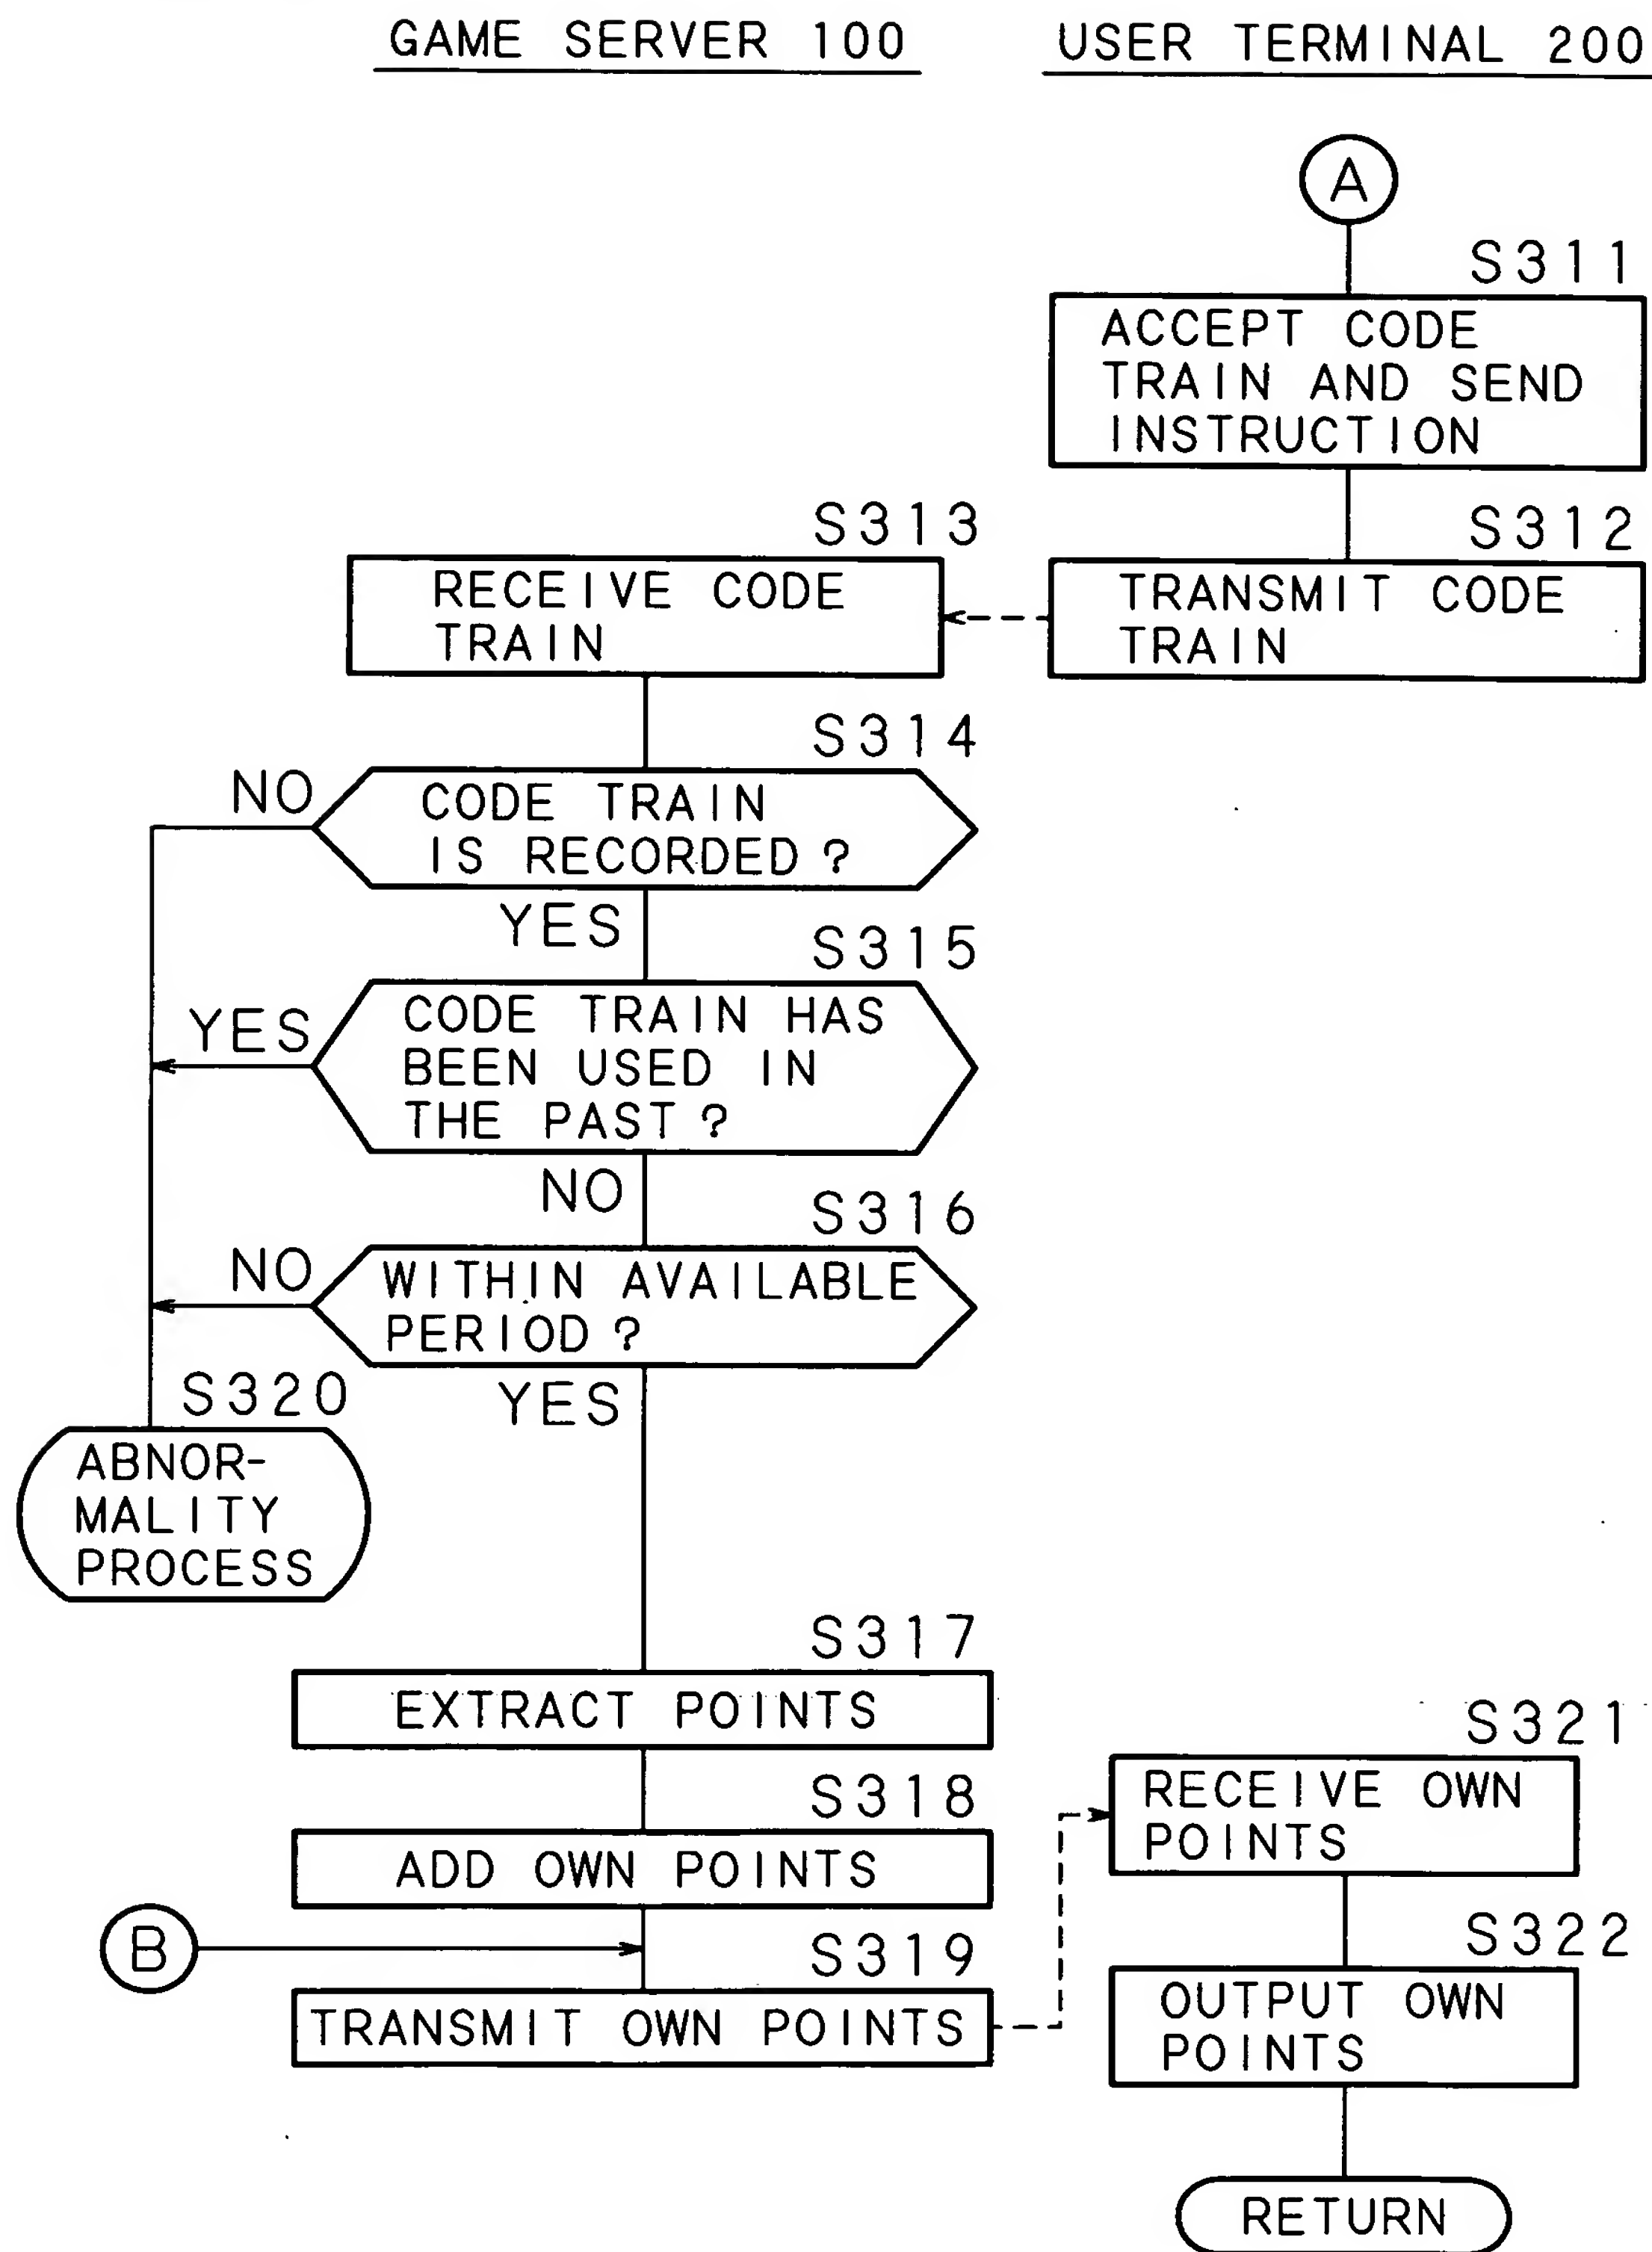 GAME SERVER 100
USER TERMINAL 200
A
S311
ACCEPT CODE
TRAIN AND SEND
INSTRUCTION
S312
TRANSMIT CODE
TRAIN
S313
RECEIVE CODE
TRAIN
S314
CODE TRAIN
IS RECORDED?
NO
YES
S315
CODE TRAIN HAS
BEEN USED IN
THE PAST?
YES
NO
S316
WITHIN AVAILABLE
PERIOD?
NO
YES
S320
ABNOR-
MALITY
PROCESS
S317
EXTRACT POINTS
S318
ADD OWN POINTS
B
S319
TRANSMIT OWN POINTS
S321
RECEIVE OWN
POINTS
S322
OUTPUT OWN
POINTS
RETURN